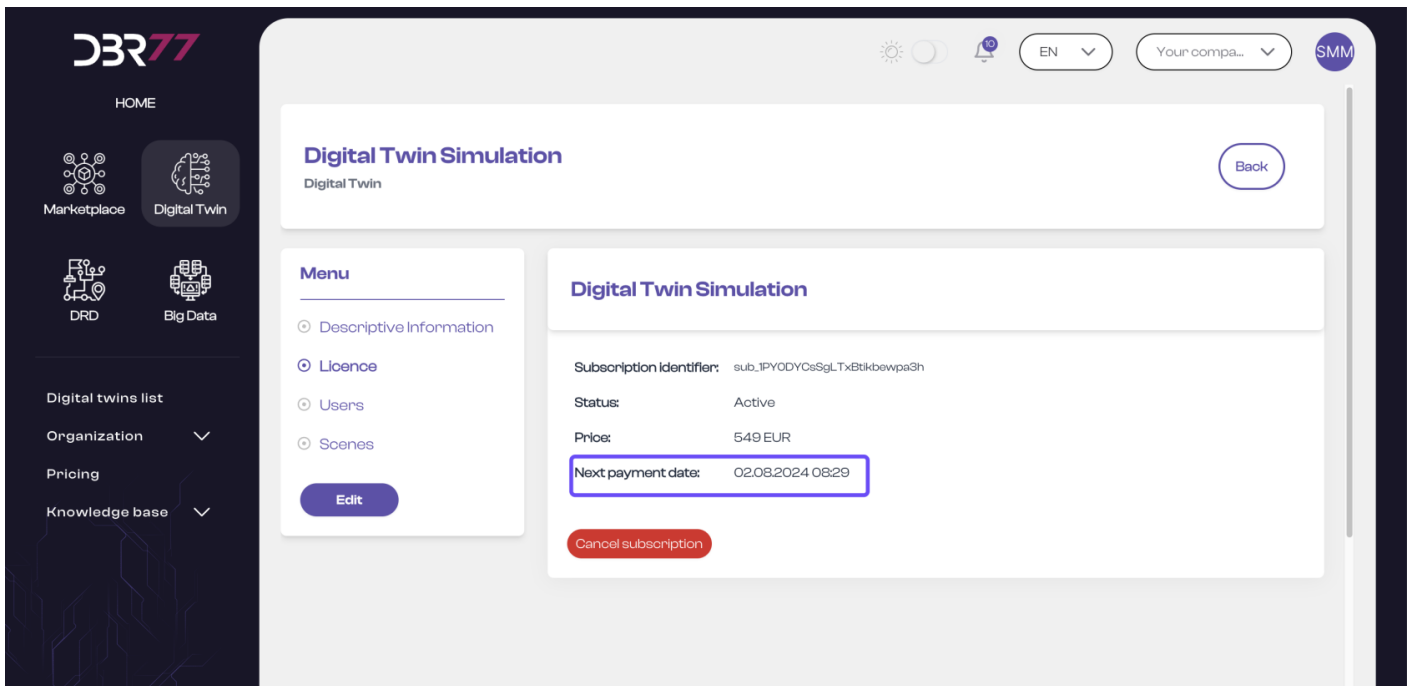 DBR77
10
EN
Your compa...
SMM
HOME
Marketplace
Digital Twin
DRD
Big Data
Digital twins list
Organization
Pricing
Knowledge base
Digital Twin Simulation
Digital Twin
Back
Menu
Descriptive Information
Licence
Users
Scenes
Edit
Digital Twin Simulation
Subscription identifier: sub_1PY0DYCsSgLTxBtikbewpa3h
Status: Active
Price: 549 EUR
Next payment date: 02.08.2024 08:29
Cancel subscription